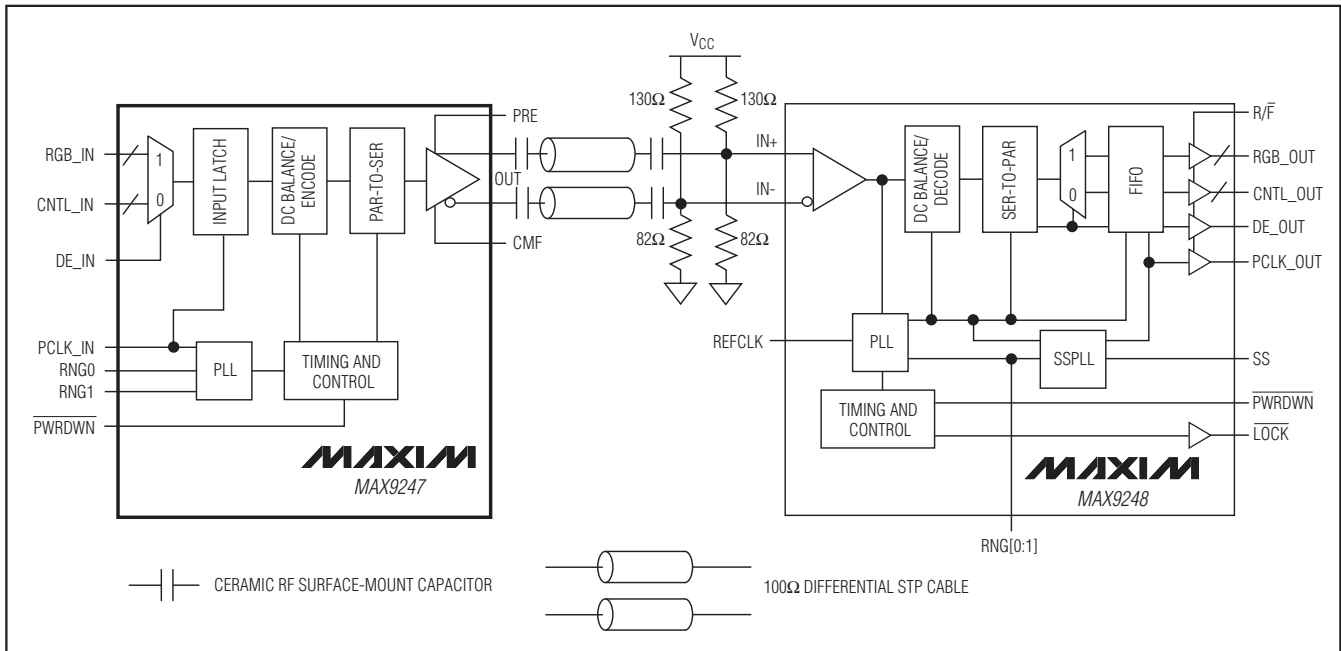 VCC
130Ω
130Ω
82Ω
82Ω
RGB_IN
CNTL_IN
DE_IN
PCLK_IN
RNG0
RNG1
PWRDWN
1
0
INPUT LATCH
DC BALANCE/
ENCODE
PAR-TO-SER
PLL
TIMING AND
CONTROL
PRE
OUT
CMF
MAXIM
MAX9247
IN+
IN-
REFCLK
DC BALANCE/
DECODE
SER-TO-PAR
1
0
FIFO
PLL
SSPLL
TIMING AND
CONTROL
R/F
RGB_OUT
CNTL_OUT
DE_OUT
PCLK_OUT
SS
PWRDWN
LOCK
MAXIM
MAX9248
RNG[0:1]
CERAMIC RF SURFACE-MOUNT CAPACITOR
100Ω DIFFERENTIAL STP CABLE